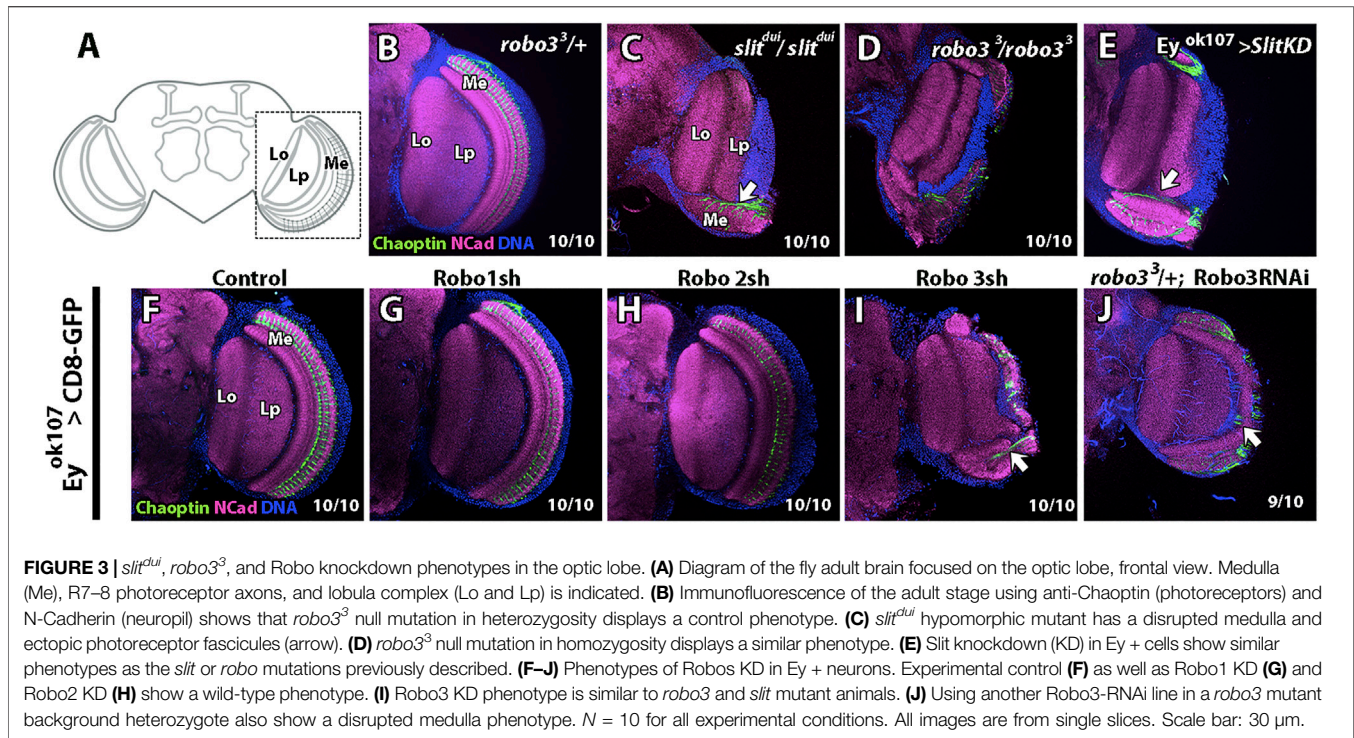 A
Lo
Lp
Me
B
robo3³/+
Me
Lo
Lp
Chaoptin NCad DNA
10/10
C
slit^dui/slit^dui
Lo
Lp
Me
10/10
D
robo3³/robo3³
10/10
E
Ey^ok107>SlitKD
Ey^ok107 > CD8-GFP
Control
F
Me
Lo
Lp
Chaoptin NCad DNA
10/10
Robo1sh
G
10/10
Robo 2sh
H
10/10
Robo 3sh
I
10/10
robo3³/+; Robo3RNAi
J
9/10
FIGURE 3 | slit^dui, robo3³, and Robo knockdown phenotypes in the optic lobe. (A) Diagram of the fly adult brain focused on the optic lobe, frontal view. Medulla
(Me), R7–8 photoreceptor axons, and lobula complex (Lo and Lp) is indicated. (B) Immunofluorescence of the adult stage using anti-Chaoptin (photoreceptors) and
N-Cadherin (neuropil) shows that robo3³ null mutation in heterozygosity displays a control phenotype. (C) slit^dui hypomorphic mutant has a disrupted medulla and
ectopic photoreceptor fascicules (arrow). (D) robo3³ null mutation in homozygosity displays a similar phenotype. (E) Slit knockdown (KD) in Ey + cells show similar
phenotypes as the slit or robo mutations previously described. (F–J) Phenotypes of Robos KD in Ey + neurons. Experimental control (F) as well as Robo1 KD (G) and
Robo2 KD (H) show a wild-type phenotype. (I) Robo3 KD phenotype is similar to robo3 and slit mutant animals. (J) Using another Robo3-RNAi line in a robo3 mutant
background heterozygote also show a disrupted medulla phenotype. N = 10 for all experimental conditions. All images are from single slices. Scale bar: 30 μm.